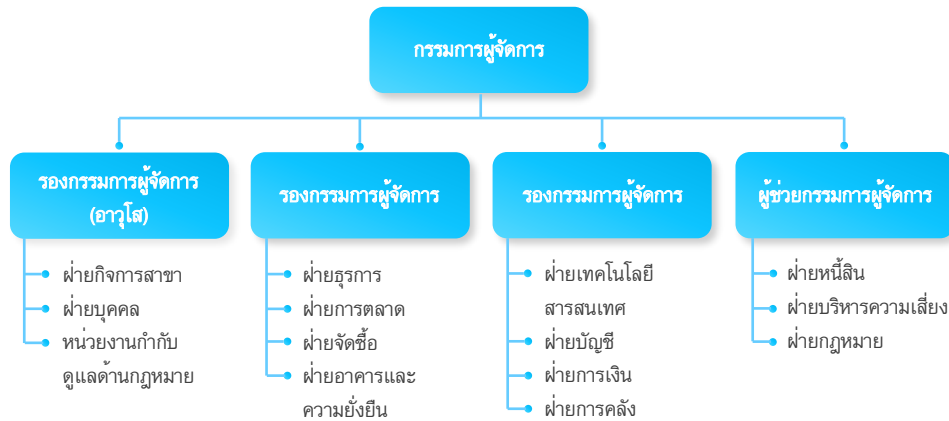 กรรมการผู้จัดการ
รองกรรมการผู้จัดการ
(อาวุโส)
ฝ่ายกิจการสาขา
ฝ่ายบุคคล
หน่วยงานกำกับ
ดูแลด้านกฎหมาย
รองกรรมการผู้จัดการ
ฝ่ายธุรการ
ฝ่ายการตลาด
ฝ่ายจัดซื้อ
ฝ่ายอาคารและ
ความยั่งยืน
รองกรรมการผู้จัดการ
ฝ่ายเทคโนโลยี
สารสนเทศ
ฝ่ายบัญชี
ฝ่ายการเงิน
ฝ่ายการคลัง
ผู้ช่วยกรรมการผู้จัดการ
ฝ่ายหนี้สิน
ฝ่ายบริหารความเสี่ยง
ฝ่ายกฎหมาย